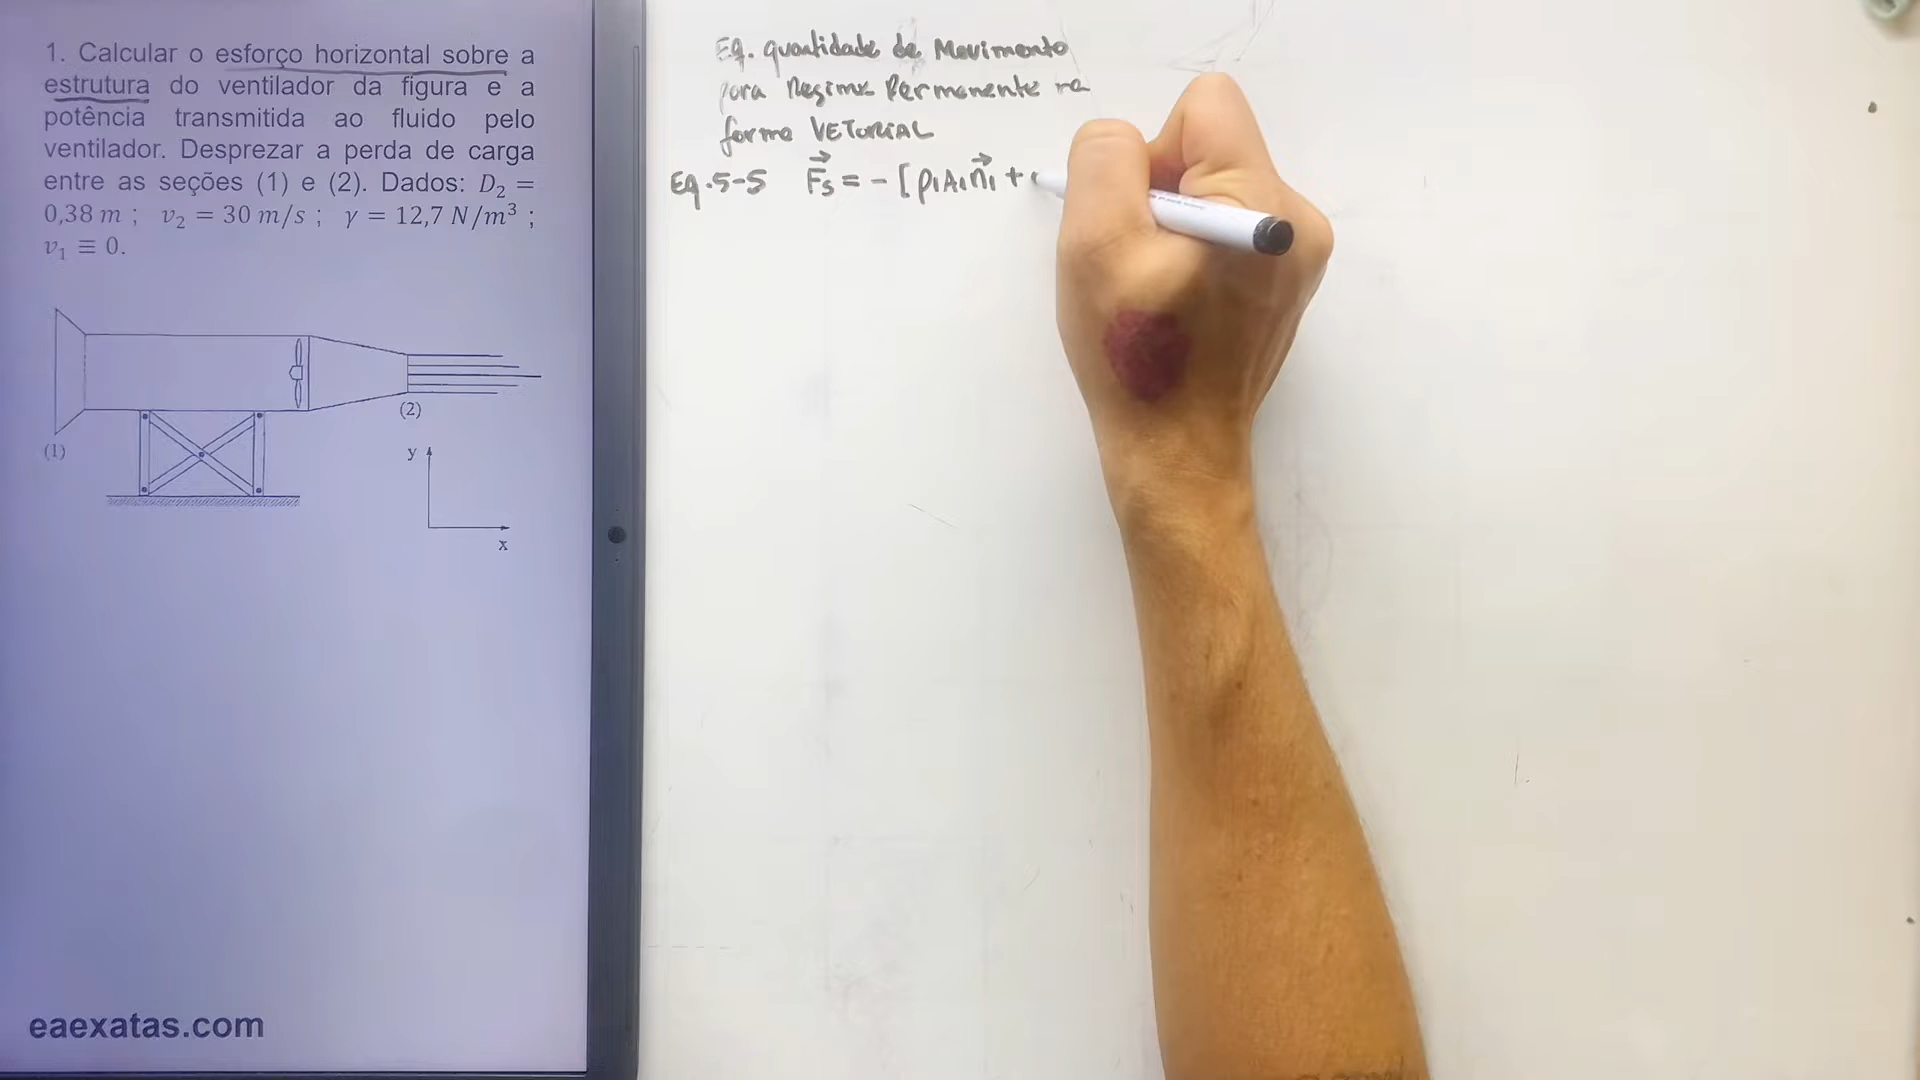 1. Calcular o esforço horizontal sobre a
estrutura do ventilador da figura e a
potência transmitida ao fluido pelo
ventilador. Desprezar a perda de carga
entre as seções (1) e (2). Dados: D₂ =
0,38 m ; v₂ = 30 m/s ; γ = 12,7 N/m³ ;
v₁ ≡ 0.
(1)
(2)
y
x
eaexatas.com
Eq. quantidade de Movimento
para Regime Permanente na
forma VETORIAL
Eq.5-5 F⃗s = - [p₁A₁n⃗₁ +